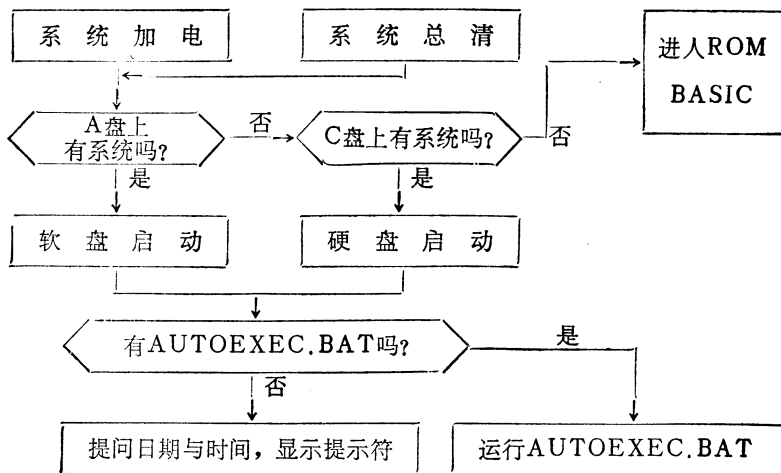 系统加电
系统总清
进人ROM
BASIC
A盘上
有系统吗?
否
C盘上有系统吗?
否
是
是
软盘启动
硬盘启动
有AUTOEXEC.BAT吗?
是
否
提问日期与时间，显示提示符
运行AUTOEXEC.BAT